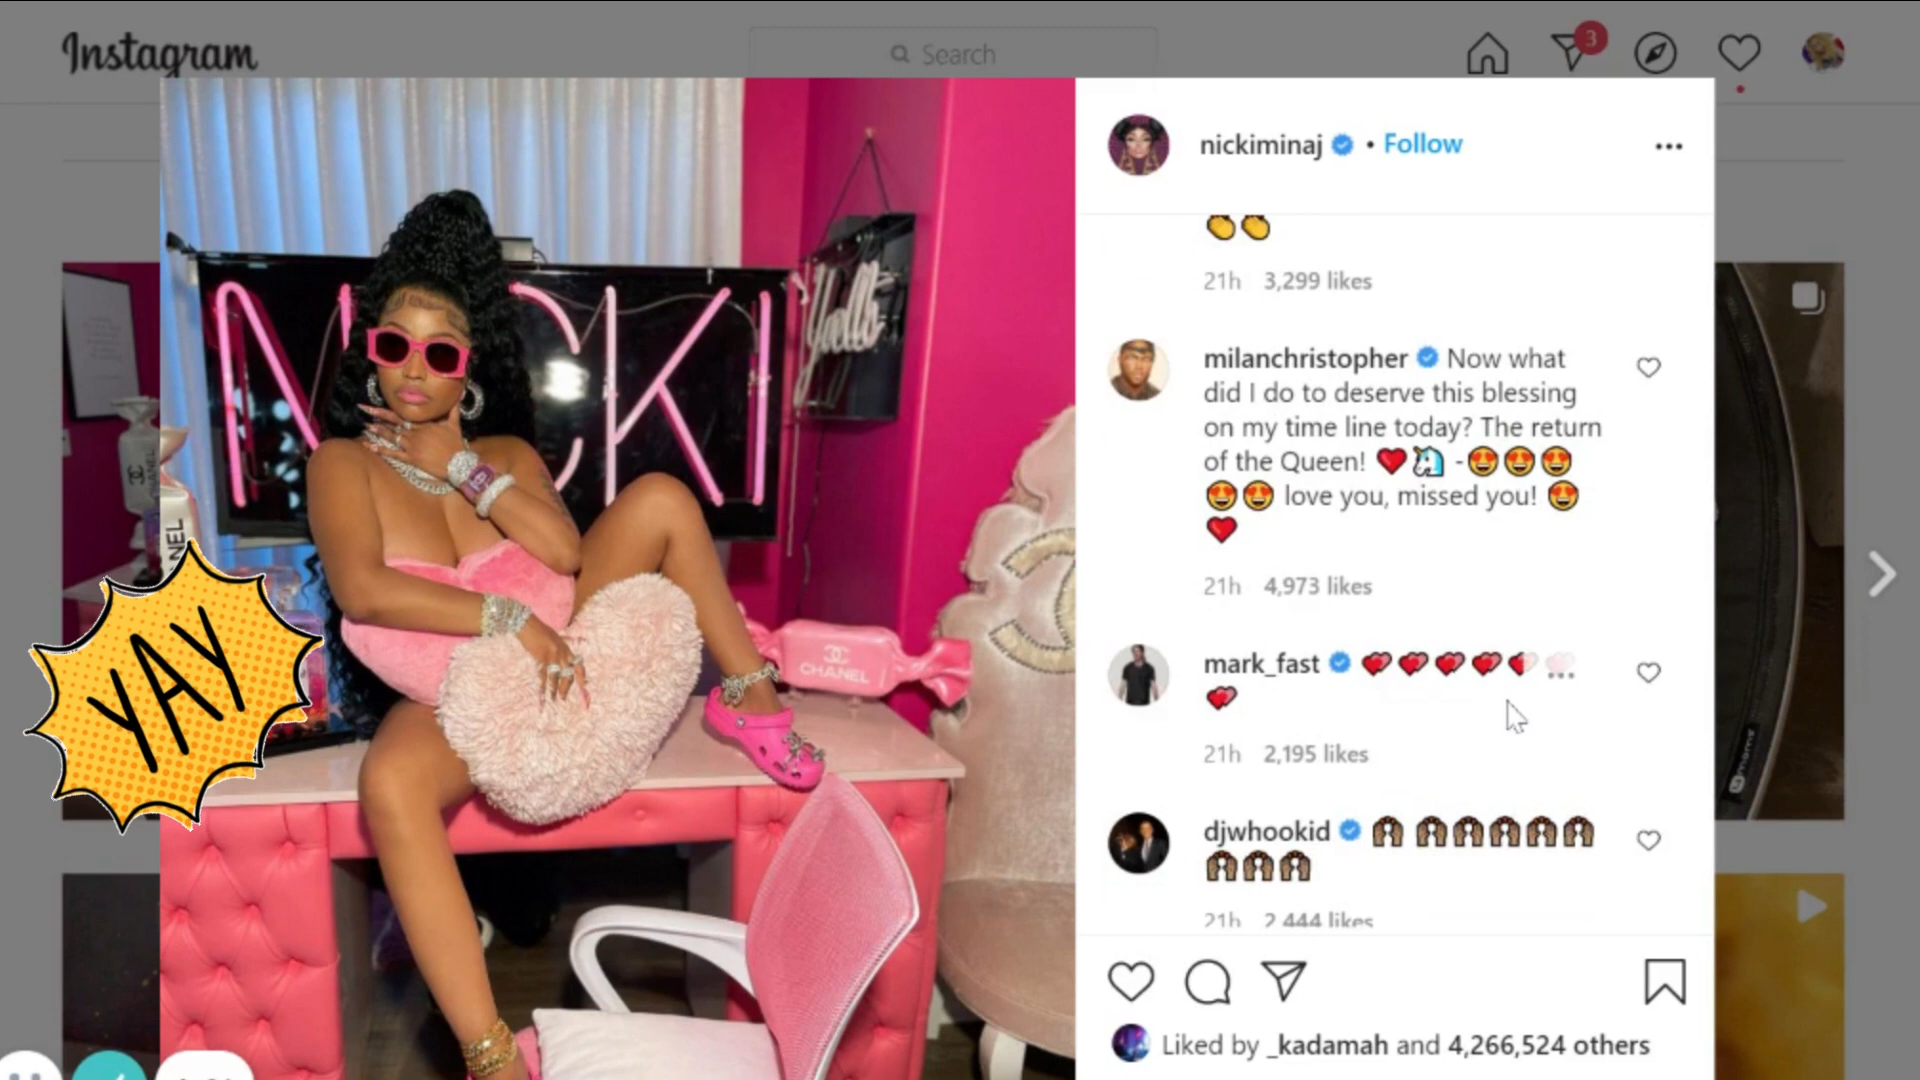 Instagram
Search
3
nickiminaj • Follow
21h 3,299 likes
milanchristopher Now what
did I do to deserve this blessing
on my time line today? The return
of the Queen! ❤️🦄 -😍😍😍
😍😍 love you, missed you! 😍
❤️
21h 4,973 likes
mark_fast
21h 2,195 likes
djwhookid
21h 2,444 likes
Liked by _kadamah and 4,266,524 others
NICKI
CHANEL
CHANEL
NEL
YAY